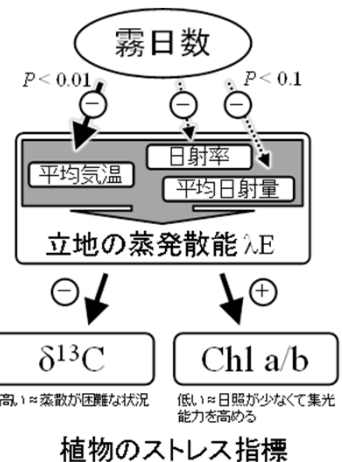 霧日数
P < 0.01
P < 0.1
−
−
−
日射率
平均気温
平均日射量
立地の蒸発散能 λE
−
+
δ¹³C
Chl a/b
高い≈蒸散が困難な状況
低い≈日照が少なくて集光
能力を高める
植物のストレス指標